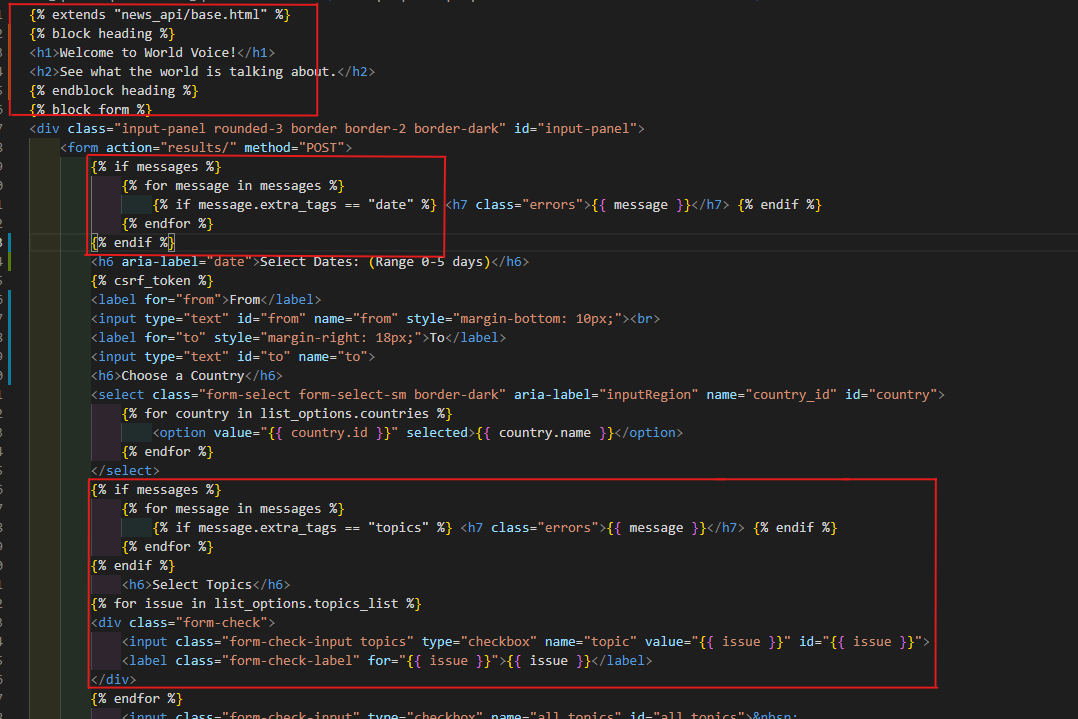 {% extends "news_api/base.html" %}
{% block heading %}
<h1>Welcome to World Voice!</h1>
<h2>See what the world is talking about.</h2>
{% endblock heading %}
{% block form %}
<div class="input-panel rounded-3 border border-2 border-dark" id="input-panel">
<form action="results/" method="POST">
{% if messages %}
{% for message in messages %}
{% if message.extra_tags == "date" %} <h7 class="errors">{{ message }}</h7> {% endif %}
{% endfor %}
{% endif %}
<h6 aria-label="date">Select Dates: (Range 0-5 days)</h6>
{% csrf_token %}
<label for="from">From</label>
<input type="text" id="from" name="from" style="margin-bottom: 10px;"><br>
<label for="to" style="margin-right: 18px;">To</label>
<input type="text" id="to" name="to">
<h6>Choose a Country</h6>
<select class="form-select form-select-sm border-dark" aria-label="inputRegion" name="country_id" id="country">
{% for country in list_options.countries %}
<option value="{{ country.id }}" selected>{{ country.name }}</option>
{% endfor %}
</select>
{% if messages %}
{% for message in messages %}
{% if message.extra_tags == "topics" %} <h7 class="errors">{{ message }}</h7> {% endif %}
{% endfor %}
{% endif %}
<h6>Select Topics</h6>
{% for issue in list_options.topics_list %}
<div class="form-check">
<input class="form-check-input topics" type="checkbox" name="topic" value="{{ issue }}" id="{{ issue }}">
<label class="form-check-label" for="{{ issue }}">{{ issue }}</label>
</div>
{% endfor %}
<input class="form-check-input" type="checkbox" name="all_topics" id="all_topics">&nbsp;